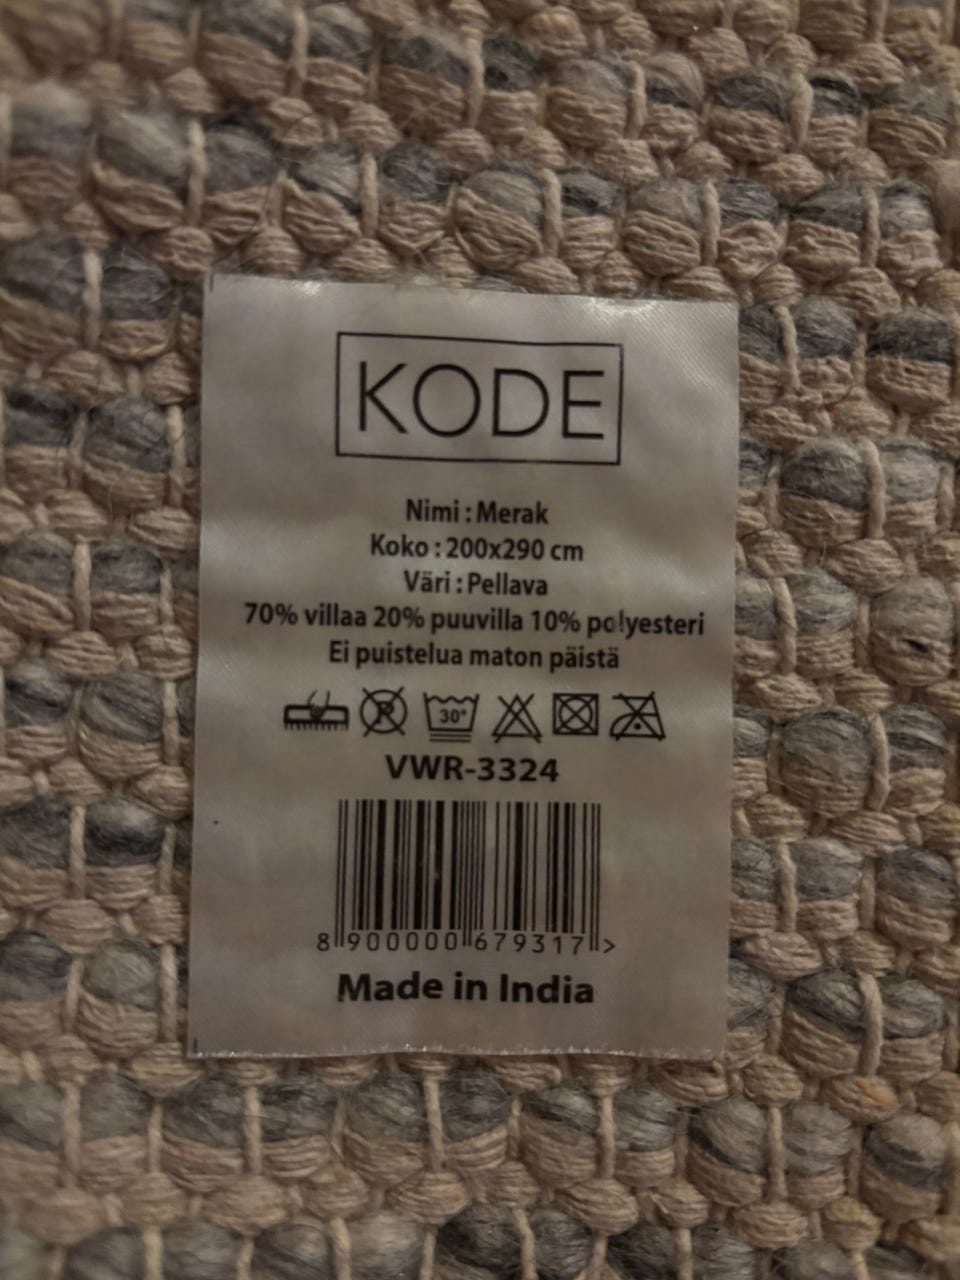 KODE
Nimi : Merak
Koko : 200x290 cm
Väri : Pellava
70% villaa 20% puuvilla 10% polyesteri
Ei puistelua maton päistä
P 30°
VWR-3324
8 900000 679317 >
Made in India